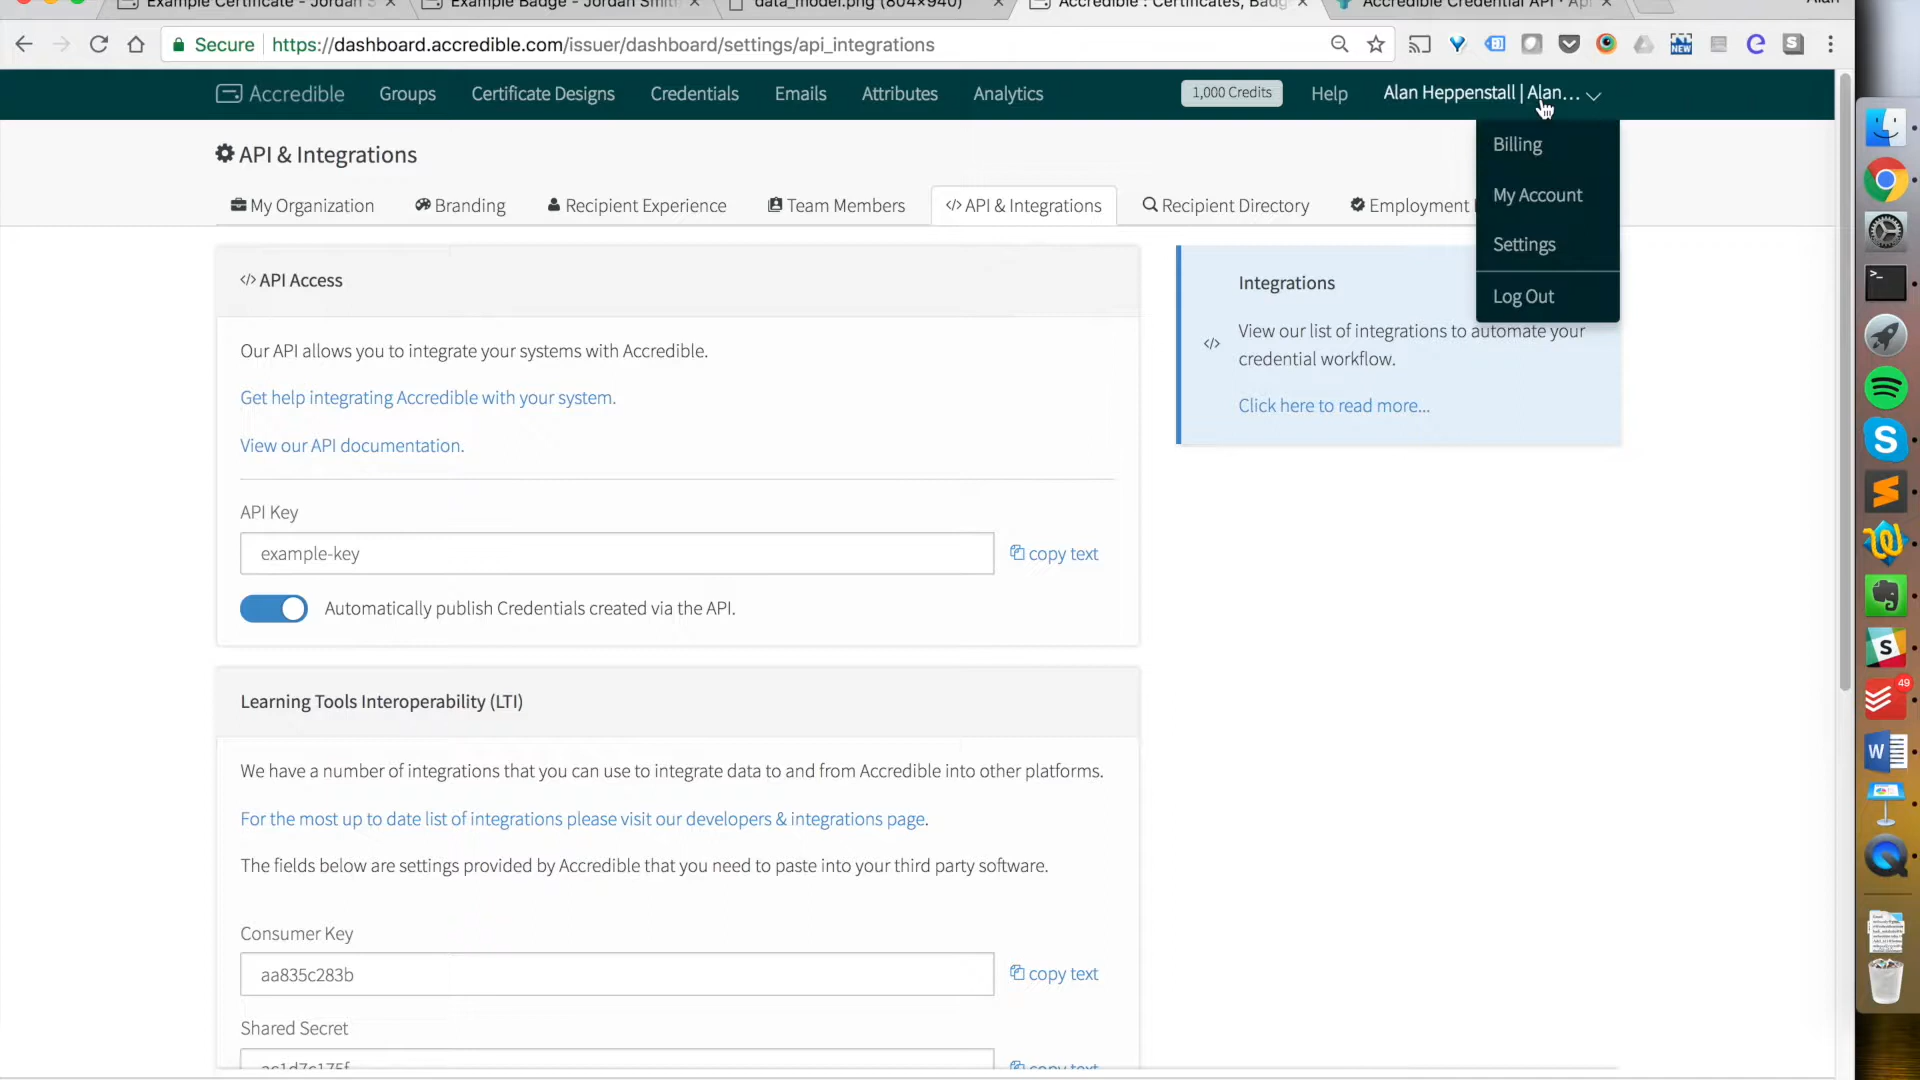 Example Certificate - Jordan S
Example Badge - Jordan Smith
data_model.png (804×940)
Accredible : Certificates, Badg
Accredible Credential API · Api
Alan
Secure
https://dashboard.accredible.com/issuer/dashboard/settings/api_integrations
NEW
Accredible
Groups
Certificate Designs
Credentials
Emails
Attributes
Analytics
1,000 Credits
Help
Alan Heppenstall | Alan...
Billing
My Account
Settings
Log Out
API & Integrations
My Organization
Branding
Recipient Experience
Team Members
</> API & Integrations
Recipient Directory
Employment
</> API Access
Our API allows you to integrate your systems with Accredible.
Get help integrating Accredible with your system.
View our API documentation.
API Key
example-key
copy text
Automatically publish Credentials created via the API.
Integrations
</>
View our list of integrations to automate your
credential workflow.
Click here to read more...
Learning Tools Interoperability (LTI)
We have a number of integrations that you can use to integrate data to and from Accredible into other platforms.
For the most up to date list of integrations please visit our developers & integrations page.
The fields below are settings provided by Accredible that you need to paste into your third party software.
Consumer Key
aa835c283b
copy text
Shared Secret
copy text
49